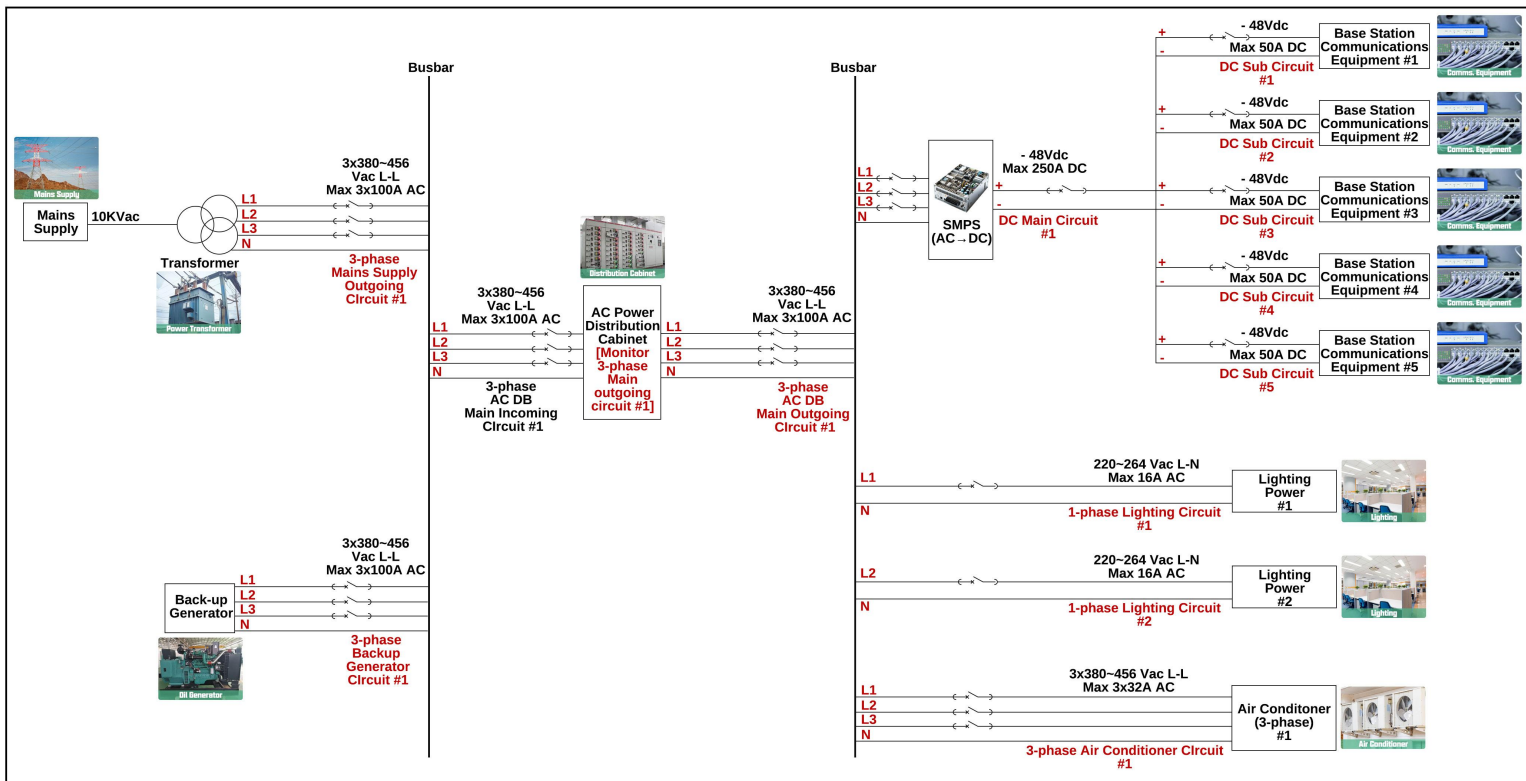 Busbar
Busbar
Mains Supply
Mains
Supply
10KVac
Transformer
Power Transformer
L1
L2
L3
N
3x380~456
Vac L-L
Max 3x100A AC
3-phase
Mains Supply
Outgoing
CIrcuit #1
Back-up
Generator
Oil Generator
L1
L2
L3
N
3x380~456
Vac L-L
Max 3x100A AC
3-phase
Backup
Generator
CIrcuit #1
L1
L2
L3
N
3x380~456
Vac L-L
Max 3x100A AC
3-phase
AC DB
Main Incoming
CIrcuit #1
Distribution Cabinet
AC Power
Distribution
Cabinet
[Monitor
3-phase
Main
outgoing
circuit #1]
L1
L2
L3
N
3x380~456
Vac L-L
Max 3x100A AC
3-phase
AC DB
Main Outgoing
CIrcuit #1
L1
L2
L3
N
SMPS
(AC→DC)
- 48Vdc
Max 250A DC
+
-
DC Main Circuit
#1
+
-
- 48Vdc
Max 50A DC
DC Sub Circuit
#1
Base Station
Communications
Equipment #1
Comms. Equipment
+
-
- 48Vdc
Max 50A DC
DC Sub Circuit
#2
Base Station
Communications
Equipment #2
Comms. Equipment
+
-
- 48Vdc
Max 50A DC
DC Sub Circuit
#3
Base Station
Communications
Equipment #3
Comms. Equipment
+
-
- 48Vdc
Max 50A DC
DC Sub Circuit
#4
Base Station
Communications
Equipment #4
Comms. Equipment
+
-
- 48Vdc
Max 50A DC
DC Sub Circuit
#5
Base Station
Communications
Equipment #5
Comms. Equipment
L1
N
220~264 Vac L-N
Max 16A AC
1-phase Lighting Circuit
#1
Lighting
Power
#1
Lighting
L2
N
220~264 Vac L-N
Max 16A AC
1-phase Lighting Circuit
#2
Lighting
Power
#2
Lighting
L1
L2
L3
N
3x380~456 Vac L-L
Max 3x32A AC
3-phase Air Conditioner CIrcuit
#1
Air Conditoner
(3-phase)
#1
Air Conditioner